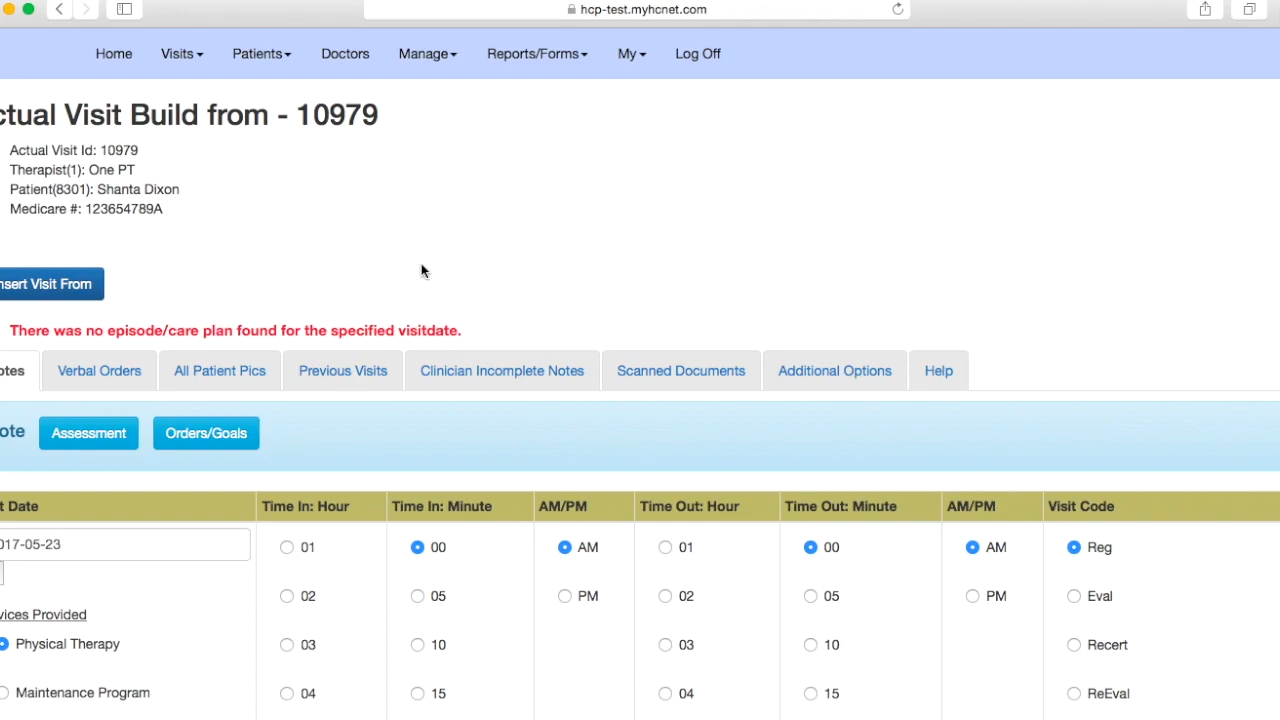 hcp-test.myhcnet.com
Home Visits Patients Doctors Manage Reports/Forms My Log Off
ctual Visit Build from - 10979
Actual Visit Id: 10979
Therapist(1): One PT
Patient(8301): Shanta Dixon
Medicare #: 123654789A
nsert Visit From
There was no episode/care plan found for the specified visitdate.
otes Verbal Orders All Patient Pics Previous Visits Clinician Incomplete Notes Scanned Documents Additional Options Help
ote Assessment Orders/Goals
t Date Time In: Hour Time In: Minute AM/PM Time Out: Hour Time Out: Minute AM/PM Visit Code
017-05-23 01 00 AM 01 00 AM Reg
02 05 PM 02 05 PM Eval
vices Provided
Physical Therapy 03 10 03 10 Recert
Maintenance Program 04 15 04 15 ReEval